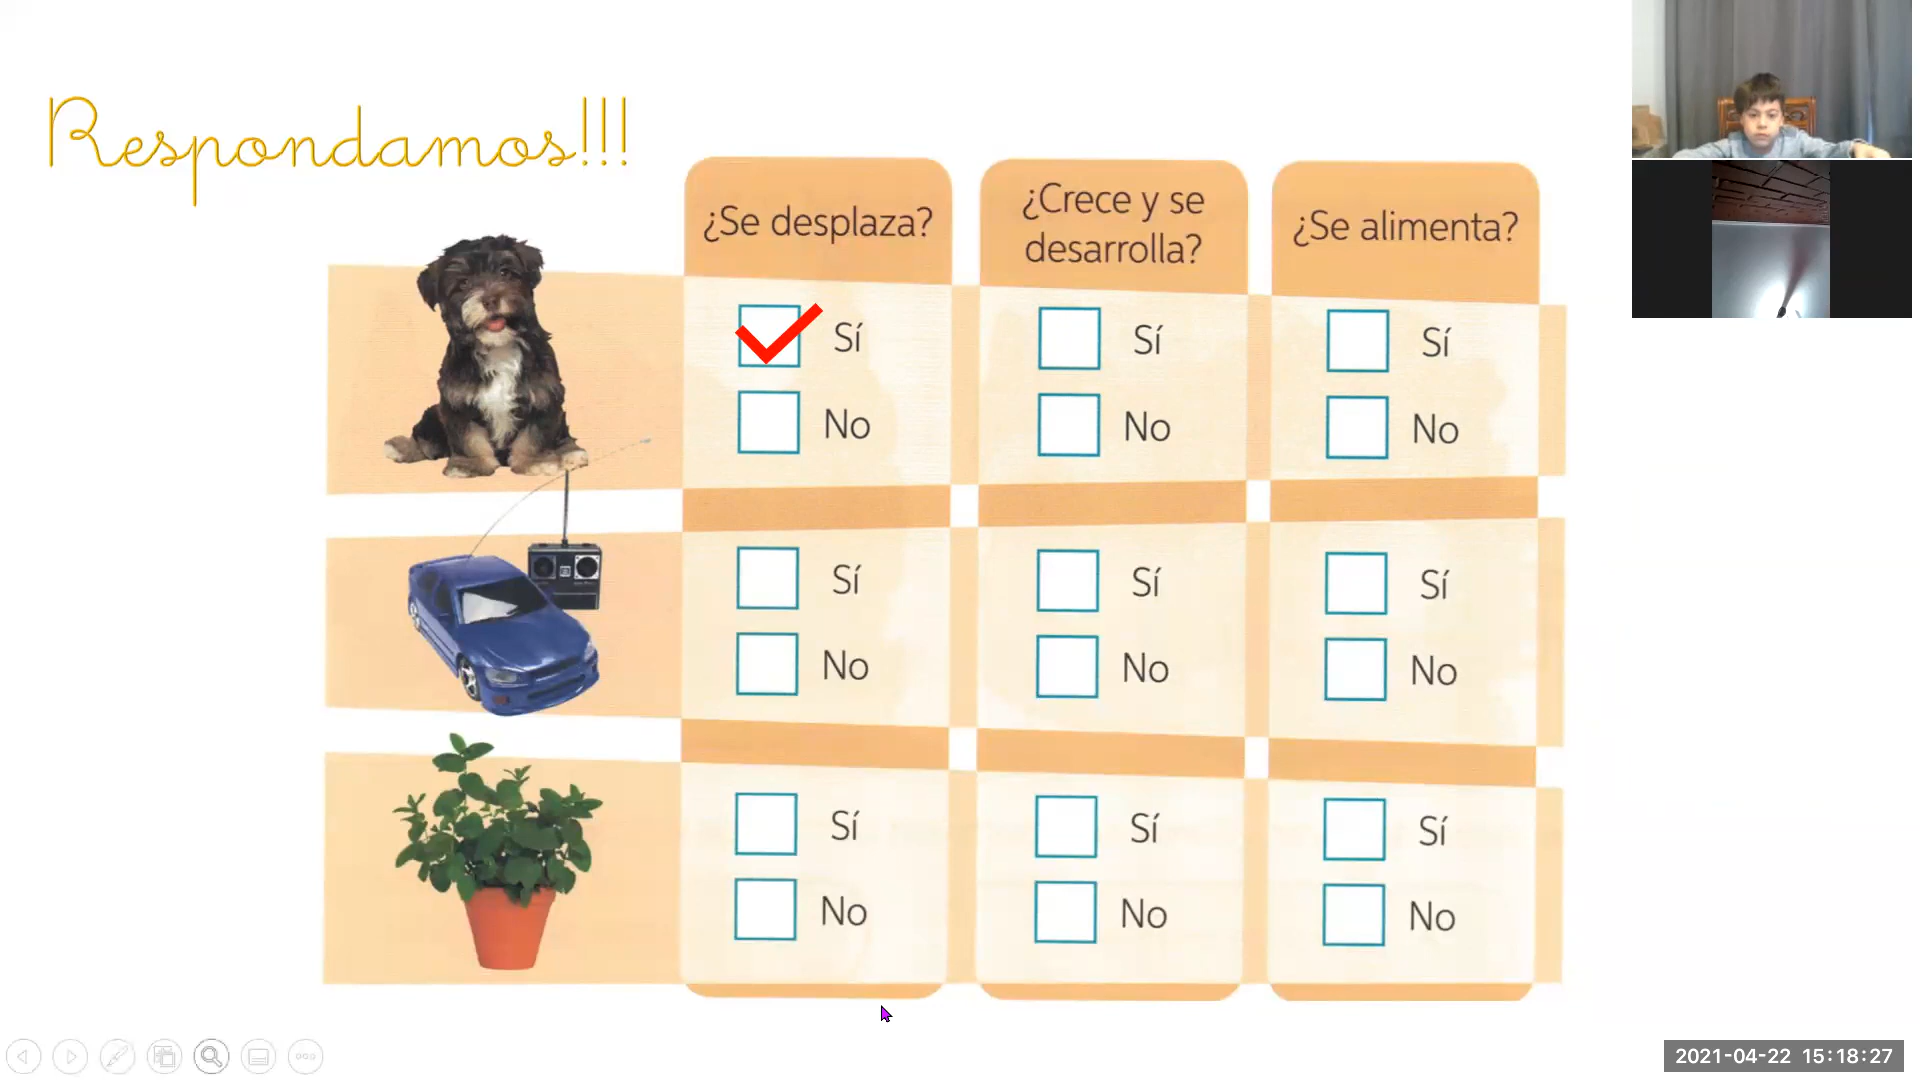 Respondamos!!!
¿Se desplaza?
¿Crece y se
desarrolla?
¿Se alimenta?
Sí
Sí
Sí
No
No
No
Sí
Sí
Sí
No
No
No
Sí
Sí
Sí
No
No
No
2021-04-22 15:18:27